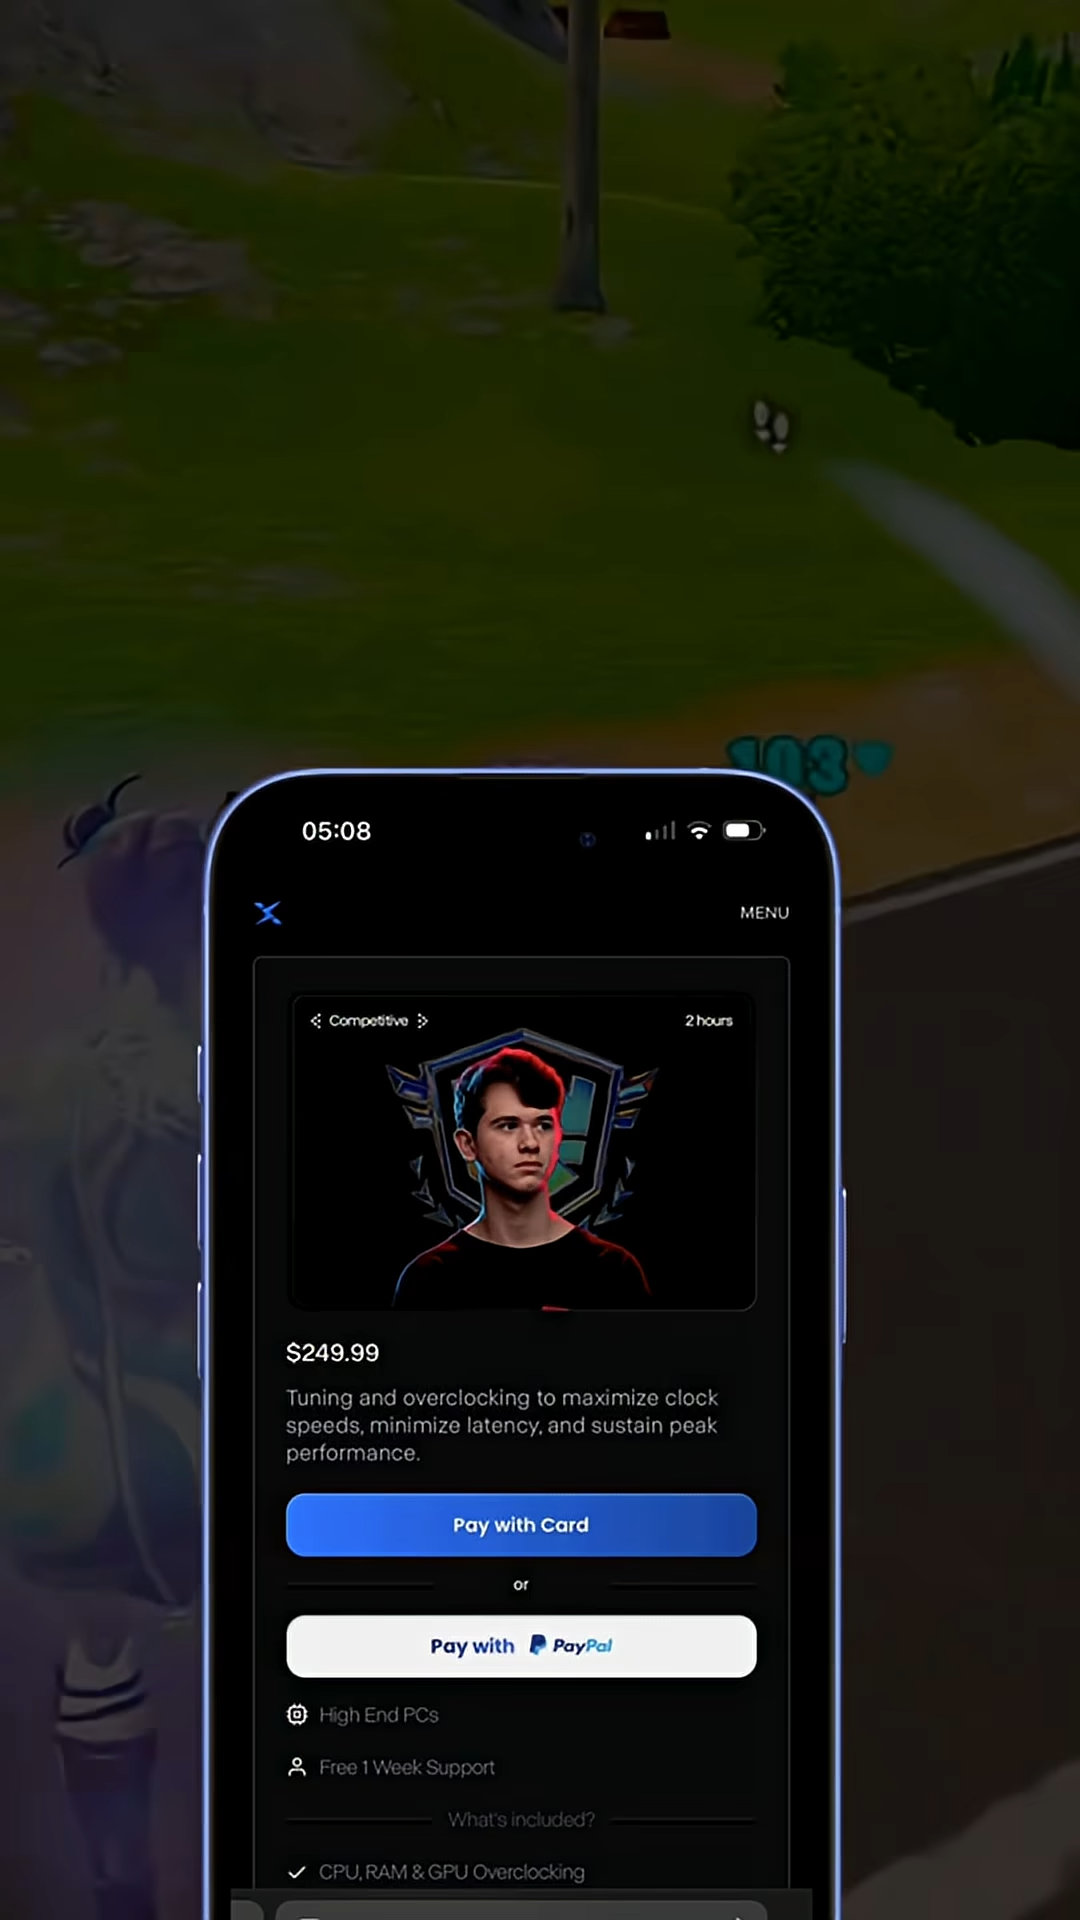 103
05:08
MENU
Competitive
2 hours
$249.99
Tuning and overclocking to maximize clock
speeds, minimize latency, and sustain peak
performance.
Pay with Card
or
Pay with PayPal
High End PCs
Free 1 Week Support
What's included?
CPU, RAM & GPU Overclocking